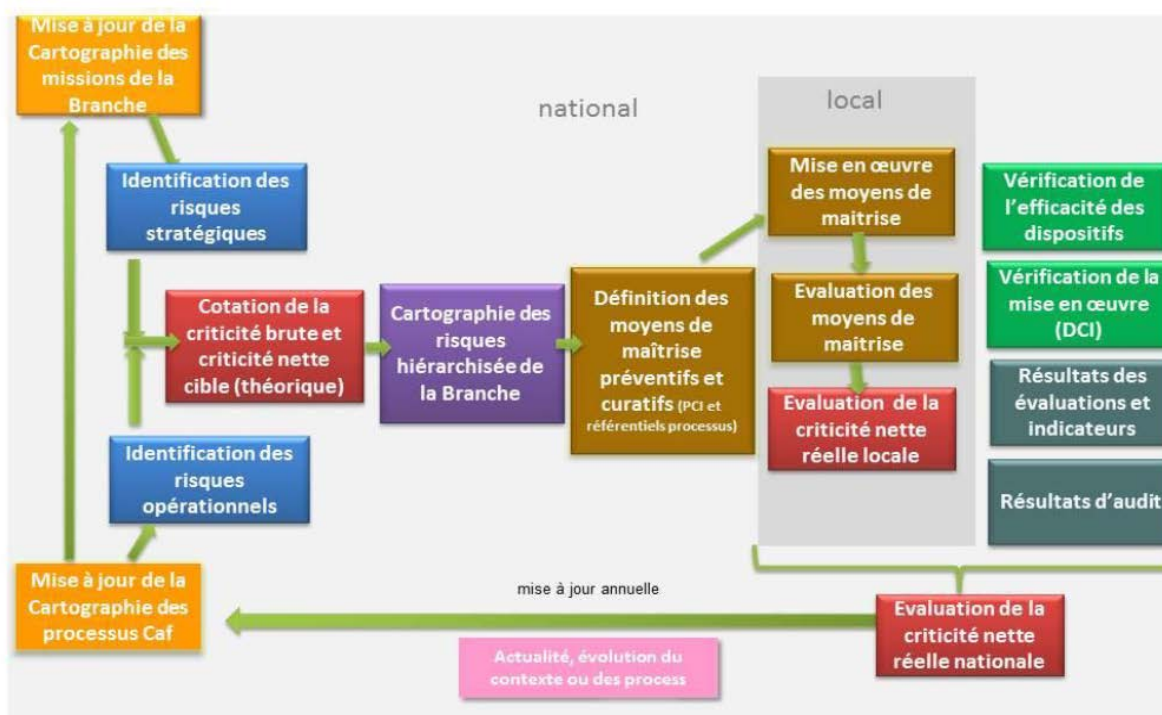 Mise à jour de la
Cartographie des
missions de la
Branche
national
local
Identification des
risques
stratégiques
Mise en œuvre
des moyens de
maitrise
Vérification de
l'efficacité des
dispositifs
Cotation de la
criticité brute et
criticité nette
cible (théorique)
Cartographie des
risques
hiérarchisée de
la Branche
Définition des
moyens de
maîtrise
préventifs et
curatifs (PCI et
référentiels processus)
Evaluation des
moyens de
maitrise
Vérification de la
mise en œuvre
(DCI)
Evaluation de la
criticité nette
réelle locale
Résultats des
évaluations et
indicateurs
Identification des
risques
opérationnels
Résultats d'audit
Mise à jour de la
Cartographie des
processus Caf
mise à jour annuelle
Evaluation de la
criticité nette
réelle nationale
Actualité, évolution du
contexte ou des process